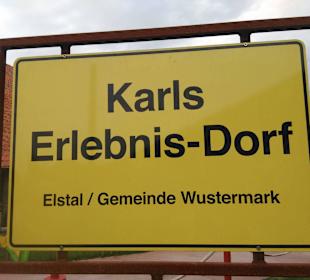 Karls
Erlebnis-Dorf
Elstal / Gemeinde Wustermark